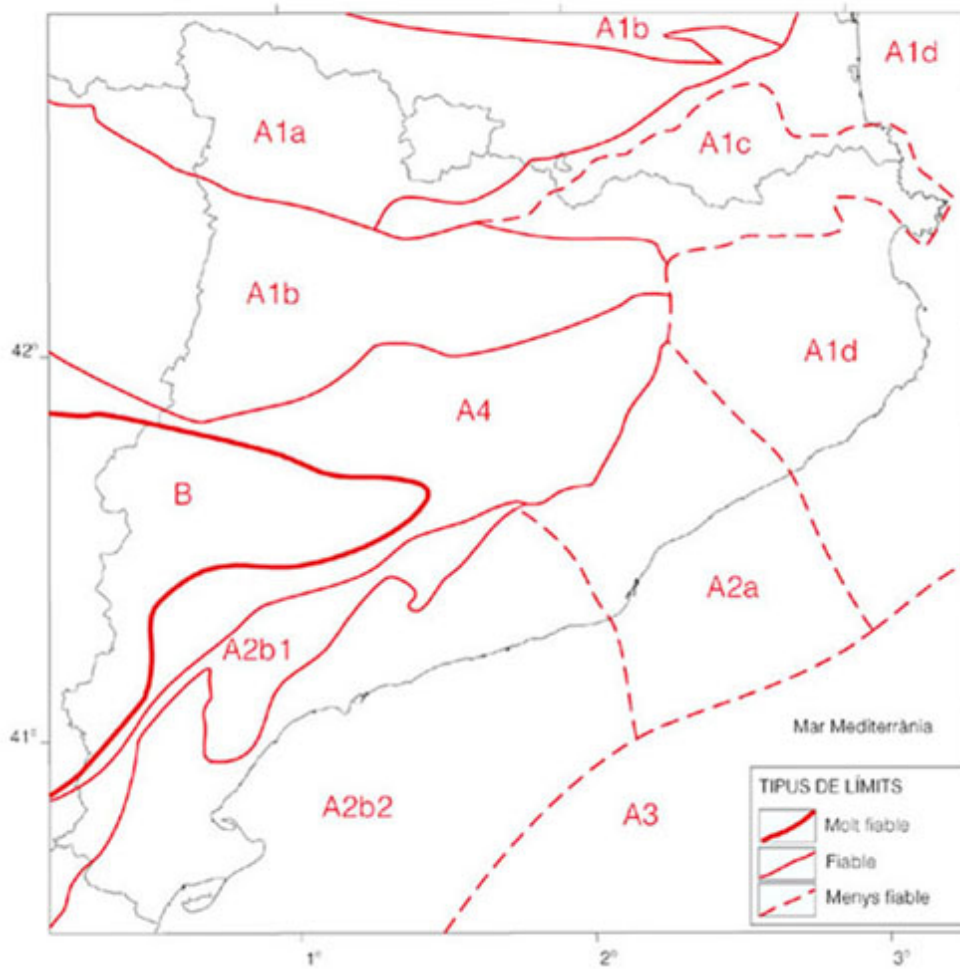 A1b
A1d
A1a
A1c
A1b
42°
A1d
A4
B
A2a
A2b1
41°
Mar Mediterrània
TIPUS DE LÍMITS
A2b2
A3
Molt fiable
Fiable
Menys fiable
1°
2°
3°